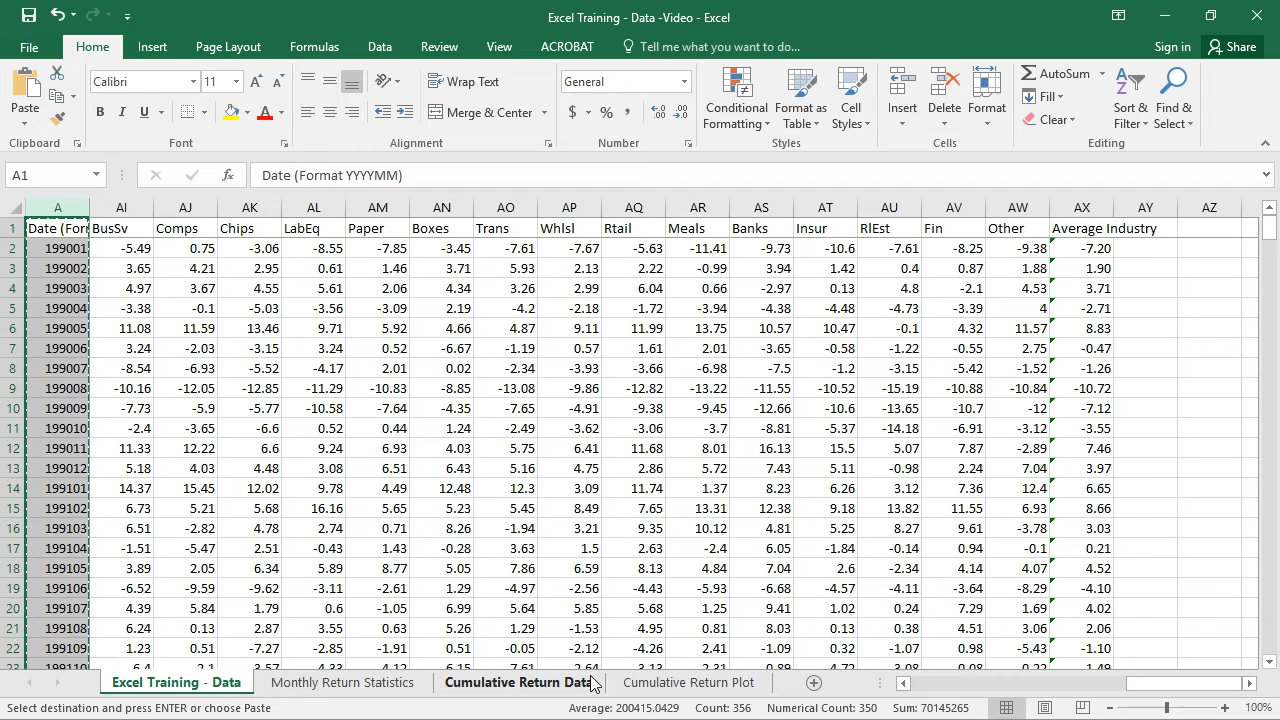 Excel Training - Data -Video - Excel
File Home Insert Page Layout Formulas Data Review View ACROBAT Tell me what you want to do... Sign in Share
Calibri 11 Wrap Text General AutoSum
Paste Conditional Format as Cell Insert Delete Format Fill Sort & Find &
B I U Merge & Center $ % , Formatting Table Styles Clear Filter Select
Clipboard Font Alignment Number Styles Cells Editing
A1 fx Date (Format YYYYMM)
A AI AJ AK AL AM AN AO AP AQ AR AS AT AU AV AW AX AY AZ
1 Date (Forr BusSv Comps Chips LabEq Paper Boxes Trans Whlsl Rtail Meals Banks Insur RlEst Fin Other Average Industry
2 199001 -5.49 0.75 -3.06 -8.55 -7.85 -3.45 -7.61 -7.67 -5.63 -11.41 -9.73 -10.6 -7.61 -8.25 -9.38 -7.20
3 199002 3.65 4.21 2.95 0.61 1.46 3.71 5.93 2.13 2.22 -0.99 3.94 1.42 0.4 0.87 1.88 1.90
4 199003 4.97 3.67 4.55 5.61 2.06 4.34 3.26 2.99 6.04 0.66 -2.97 0.13 4.8 -2.1 4.53 3.71
5 199004 -3.38 -0.1 -5.03 -3.56 -3.09 2.19 -4.2 -2.18 -1.72 -3.94 -4.38 -4.48 -4.73 -3.39 4 -2.71
6 199005 11.08 11.59 13.46 9.71 5.92 4.66 4.87 9.11 11.99 13.75 10.57 10.47 -0.1 4.32 11.57 8.83
7 199006 3.24 -2.03 -3.15 3.24 0.52 -6.67 -1.19 0.57 1.61 2.01 -3.65 -0.58 -1.22 -0.55 2.75 -0.47
8 199007 -8.54 -6.93 -5.52 -4.17 2.01 0.02 -2.34 -3.93 -3.66 -6.98 -7.5 -1.2 -3.15 -5.42 -1.52 -1.26
9 199008 -10.16 -12.05 -12.85 -11.29 -10.83 -8.85 -13.08 -9.86 -12.82 -13.22 -11.55 -10.52 -15.19 -10.88 -10.84 -10.72
10 199009 -7.73 -5.9 -5.77 -10.58 -7.64 -4.35 -7.65 -4.91 -9.38 -9.45 -12.66 -10.6 -13.65 -10.7 -12 -7.12
11 199010 -2.4 -3.65 -6.6 0.52 0.44 1.24 -2.49 -3.62 -3.06 -3.7 -8.81 -5.37 -14.18 -6.91 -3.12 -3.55
12 199011 11.33 12.22 6.6 9.24 6.93 4.03 5.75 6.41 11.68 8.01 16.13 15.5 5.07 7.87 -2.89 7.46
13 199012 5.18 4.03 4.48 3.08 6.51 6.43 5.16 4.75 2.86 5.72 7.43 5.11 -0.98 2.24 7.04 3.97
14 199101 14.37 15.45 12.02 9.78 4.49 12.48 12.3 3.09 11.74 1.37 8.23 6.26 3.12 7.36 12.4 6.65
15 199102 6.73 5.21 5.68 16.16 5.65 5.23 5.45 8.49 7.65 13.31 12.38 9.18 13.82 11.55 6.93 8.66
16 199103 6.51 -2.82 4.78 2.74 0.71 8.26 -1.94 3.21 9.35 10.12 4.81 5.25 8.27 9.61 -3.78 3.03
17 199104 -1.51 -5.47 2.51 -0.43 1.43 -0.28 3.63 1.5 2.63 -2.4 6.05 -1.84 -0.14 0.94 -0.1 0.21
18 199105 3.89 2.05 6.34 5.89 8.77 5.05 7.86 6.59 8.13 4.84 7.04 2.6 -2.34 4.14 4.07 4.52
19 199106 -6.52 -9.59 -9.62 -3.11 -2.61 1.29 -4.97 -2.56 -4.43 -5.93 -6.68 -4.57 -4.11 -3.64 -8.29 -4.10
20 199107 4.39 5.84 1.79 0.6 -1.05 6.99 5.64 5.85 5.68 1.25 9.41 1.02 0.24 7.29 1.69 4.02
21 199108 6.24 0.13 2.87 3.55 0.63 5.26 1.29 -1.53 4.95 0.81 8.03 0.13 0.38 4.51 3.06 2.06
22 199109 1.23 0.51 -7.27 -2.85 -1.91 0.51 -0.05 -2.12 -4.26 2.41 -1.09 0.32 -1.07 0.98 -5.43 -1.10
Excel Training - Data Monthly Return Statistics Cumulative Return Data Cumulative Return Plot
Select destination and press ENTER or choose Paste Average: 200415.0429 Count: 356 Numerical Count: 350 Sum: 70145265 100%